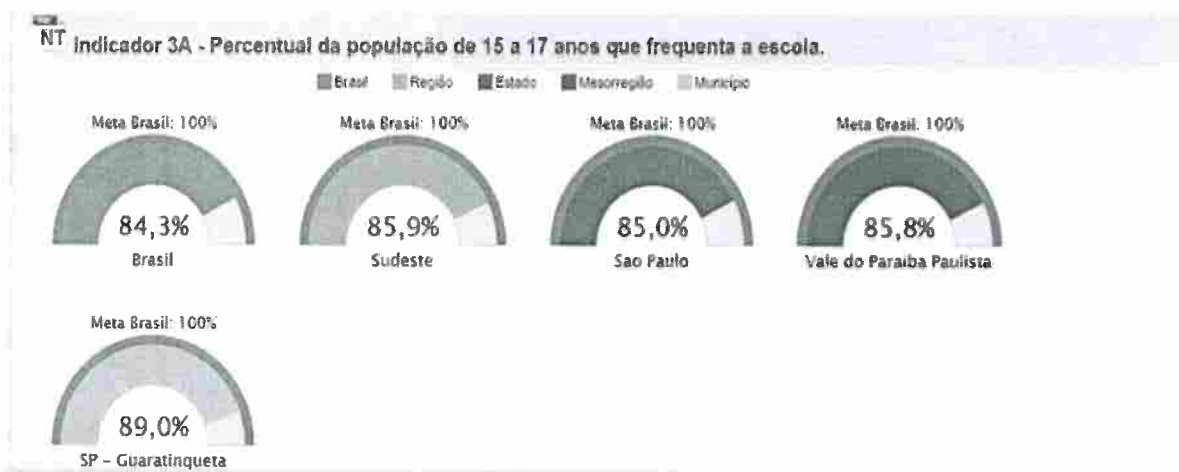 NT Indicador 3A - Percentual da população de 15 a 17 anos que frequenta a escola.
Brasil Região Estado Mesorregião Município
Meta Brasil: 100% Meta Brasil: 100% Meta Brasil: 100% Meta Brasil: 100%
84,3% 85,9% 85,0% 85,8%
Brasil Sudeste Sao Paulo Vale do Paraiba Paulista
Meta Brasil: 100%
89,0%
SP - Guaratingueta